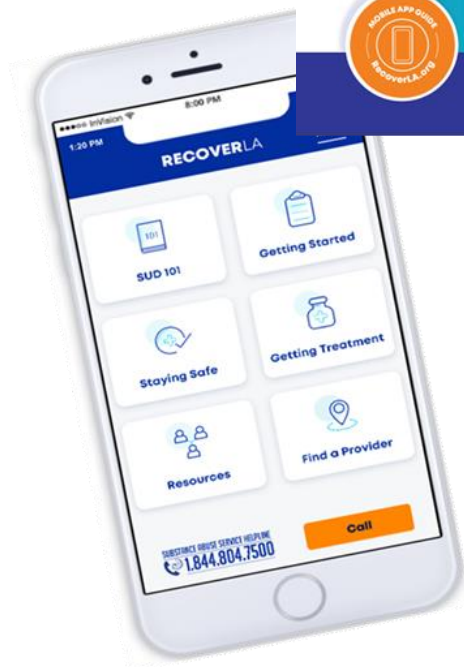 MOBILE APP GUIDE
RecoverLA.org
InVision
8:00 PM
1:20 PM
RECOVERLA
101
SUD 101
Getting Started
Staying Safe
Getting Treatment
Resources
Find a Provider
SUBSTANCE ABUSE SERVICE HELPLINE
1.844.804.7500
Call